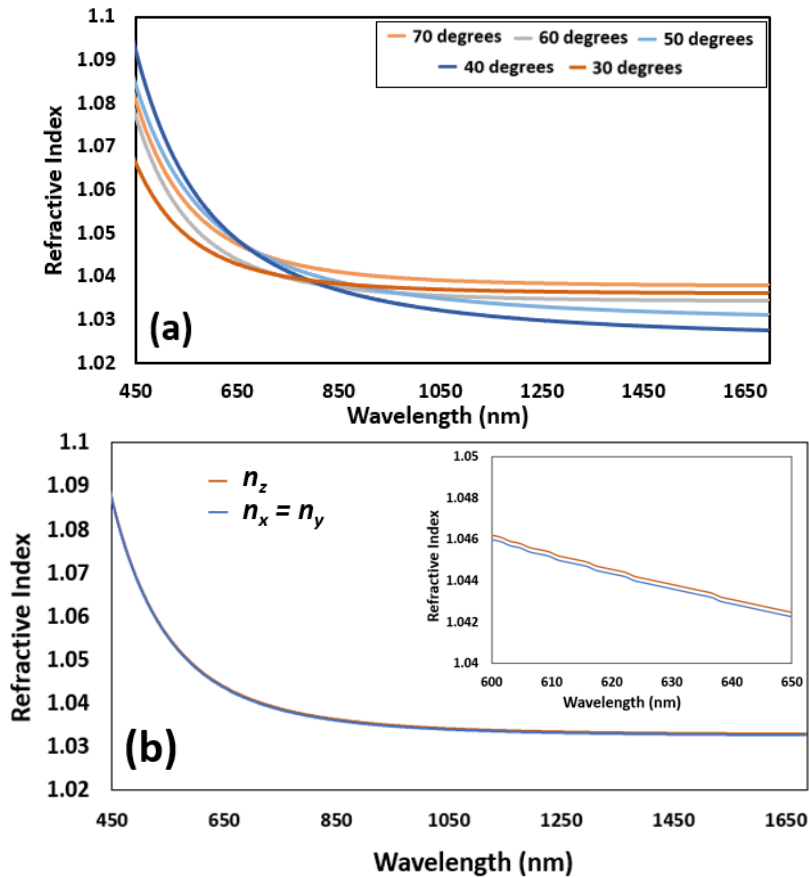 1.1
1.09
1.08
1.07
1.06
1.05
1.04
1.03
1.02
Refractive Index
70 degrees 60 degrees 50 degrees
40 degrees 30 degrees
(a)
450 650 850 1050 1250 1450 1650
Wavelength (nm)
1.1
1.09
1.08
1.07
1.06
1.05
1.04
1.03
1.02
Refractive Index
n_z
n_x = n_y
(b)
1.05
1.048
1.046
1.044
1.042
1.04
Refractive Index
600 610 620 630 640 650
Wavelength (nm)
450 650 850 1050 1250 1450 1650
Wavelength (nm)